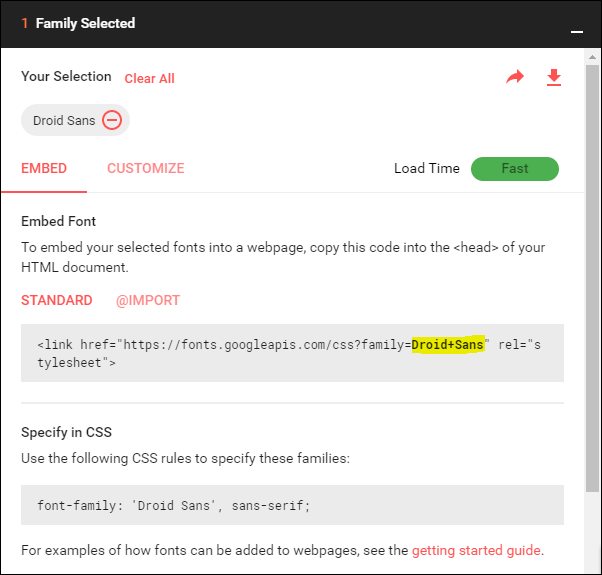 1 Family Selected
Your Selection Clear All
Droid Sans
EMBED CUSTOMIZE Load Time Fast
Embed Font
To embed your selected fonts into a webpage, copy this code into the <head> of your
HTML document.
STANDARD @IMPORT
<link href="https://fonts.googleapis.com/css?family=Droid+Sans" rel="s
tylesheet">
Specify in CSS
Use the following CSS rules to specify these families:
font-family: 'Droid Sans', sans-serif;
For examples of how fonts can be added to webpages, see the getting started guide.